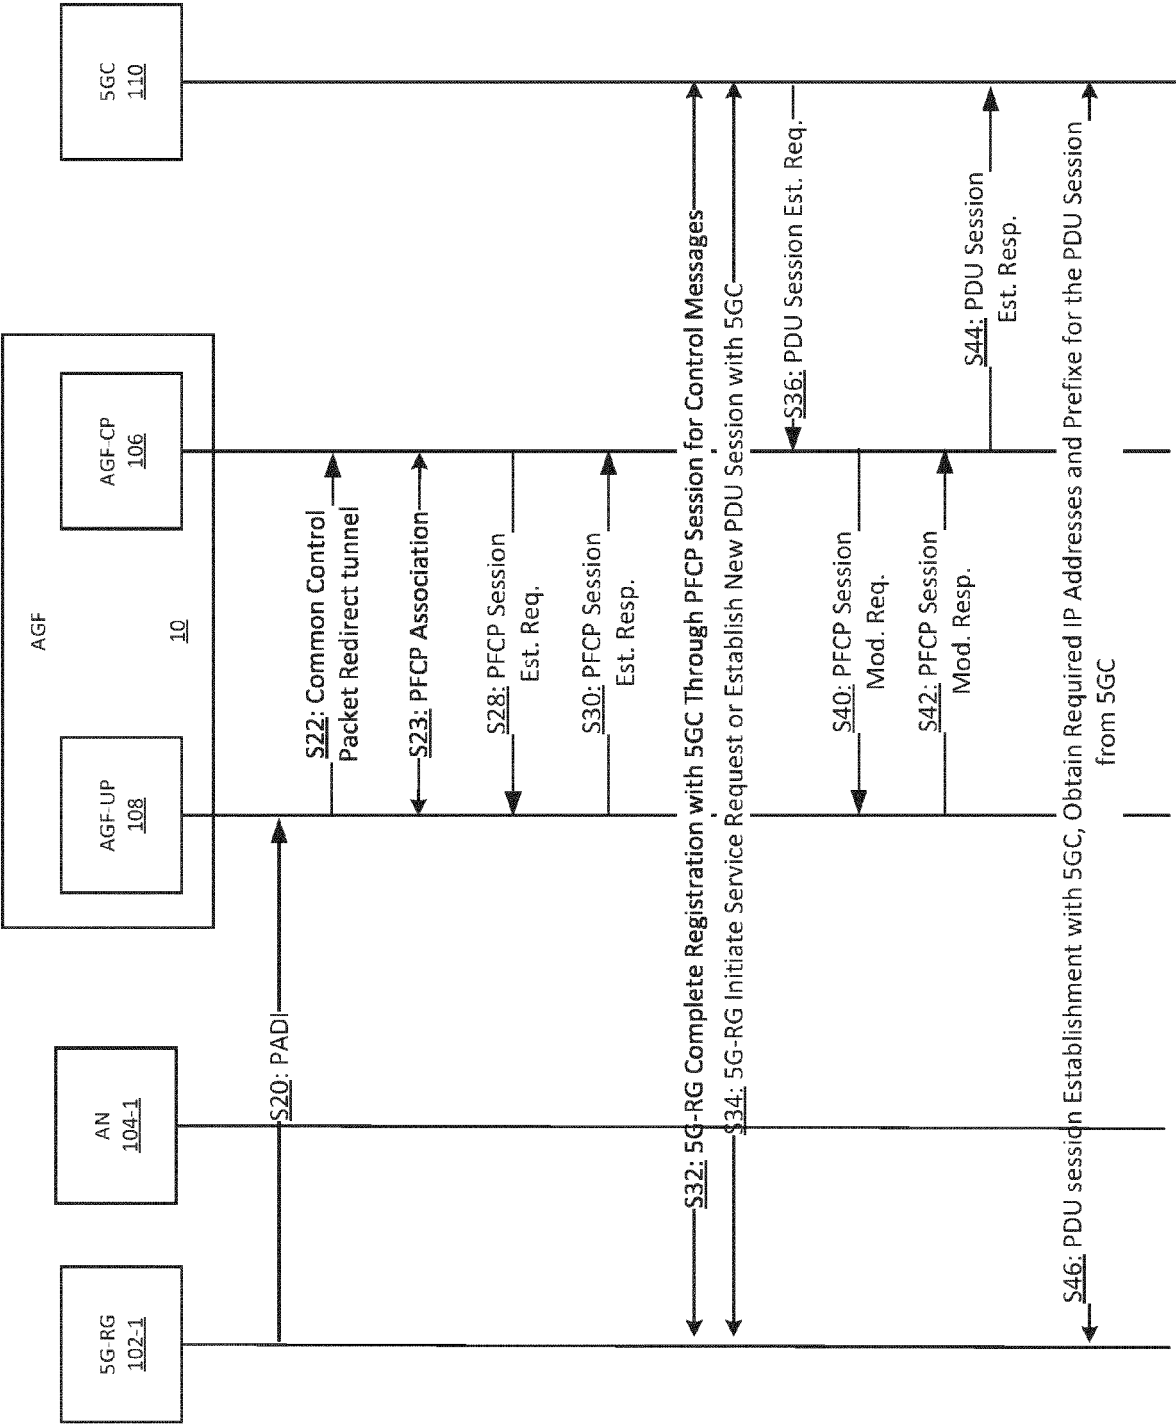 5G-RG
102-1
AN
104-1
AGF
10
AGF-UP
108
AGF-CP
106
5GC
110
S20: PADI
S22: Common Control
Packet Redirect tunnel
S23: PFCP Association
S28: PFCP Session
Est. Req.
S30: PFCP Session
Est. Resp.
S32: 5G-RG Complete Registration with 5GC Through PFCP Session for Control Messages
S34: 5G-RG Initiate Service Request or Establish New PDU Session with 5GC
S36: PDU Session Est. Req.
S40: PFCP Session
Mod. Req.
S42: PFCP Session
Mod. Resp.
S44: PDU Session
Est. Resp.
S46: PDU session Establishment with 5GC, Obtain Required IP Addresses and Prefixe for the PDU Session
from 5GC